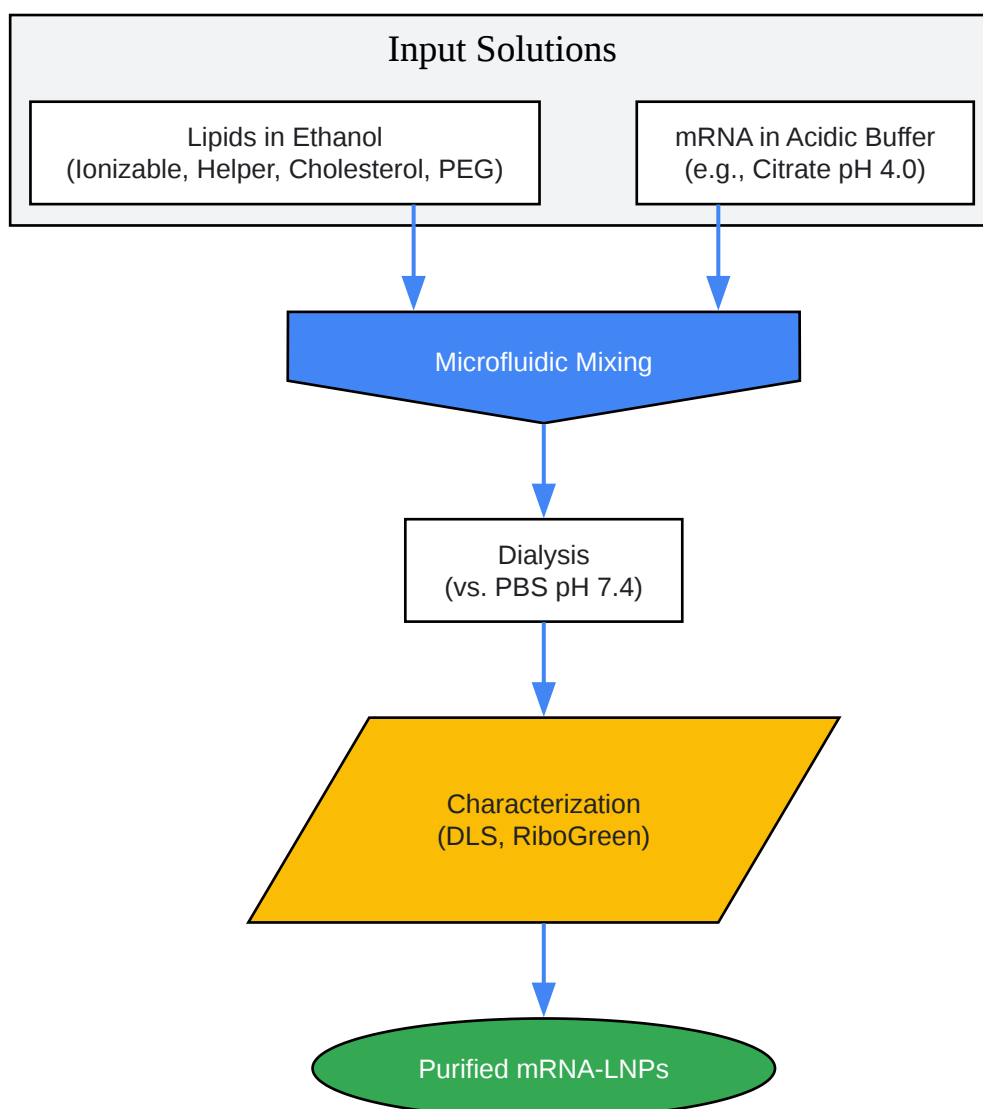 Input Solutions
Lipids in Ethanol
(Ionizable, Helper, Cholesterol, PEG)
mRNA in Acidic Buffer
(e.g., Citrate pH 4.0)
Microfluidic Mixing
Dialysis
(vs. PBS pH 7.4)
Characterization
(DLS, RiboGreen)
Purified mRNA-LNPs